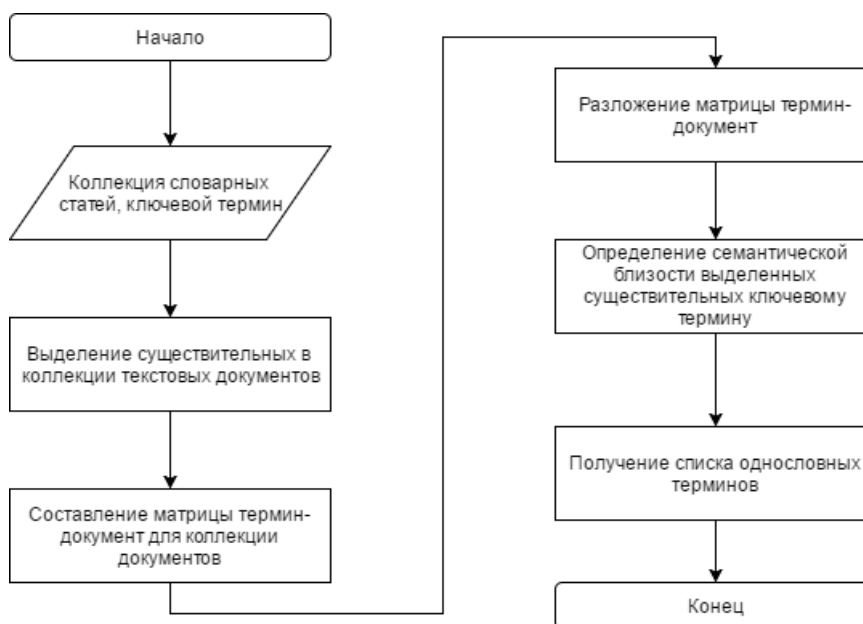 Начало
Коллекция словарных
статей, ключевой термин
Выделение существительных в
коллекции текстовых документов
Составление матрицы термин-
документ для коллекции
документов
Разложение матрицы термин-
документ
Определение семантической
близости выделенных
существительных ключевому
термину
Получение списка однословных
терминов
Конец